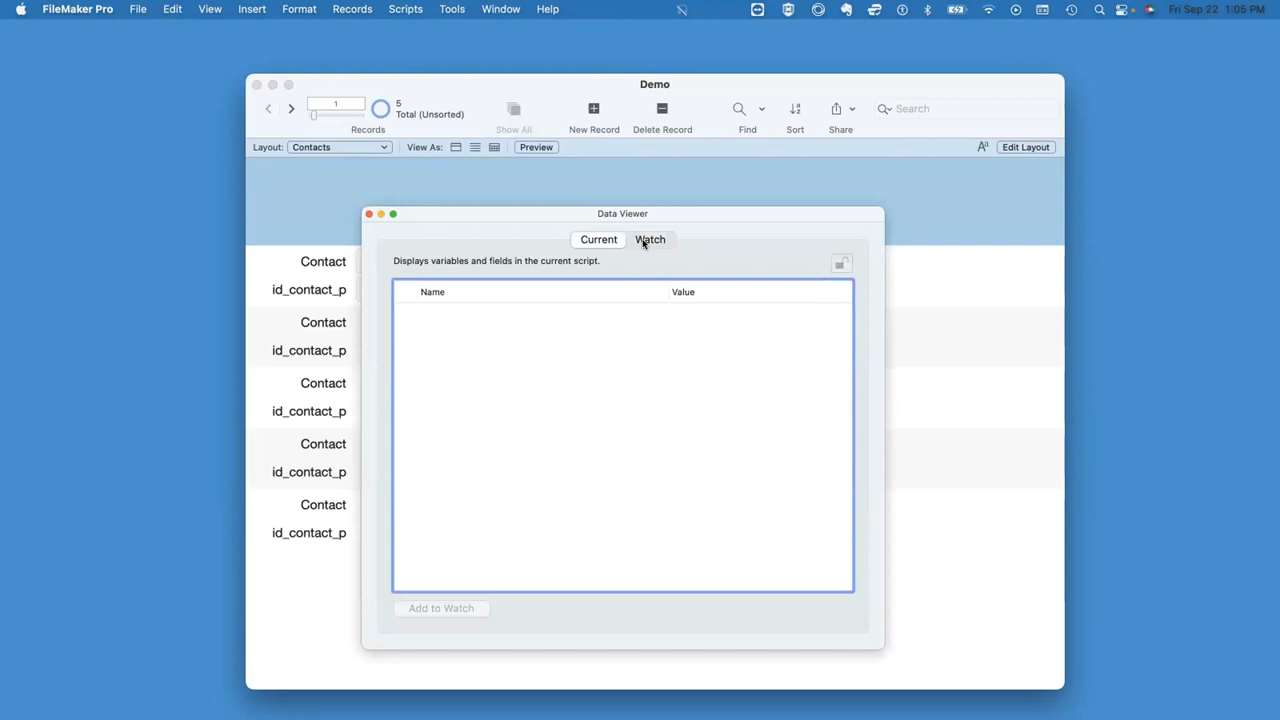 FileMaker Pro File Edit View Insert Format Records Scripts Tools Window Help Fri Sep 22 1:05 PM
Demo
1
5
Total (Unsorted)
Records
Show All
New Record
Delete Record
Find
Sort
Share
Search
Layout: Contacts View As: Preview Edit Layout
Data Viewer
Current Watch
Displays variables and fields in the current script.
Name Value
Contact
id_contact_p
Contact
id_contact_p
Contact
id_contact_p
Contact
id_contact_p
Contact
id_contact_p
Add to Watch